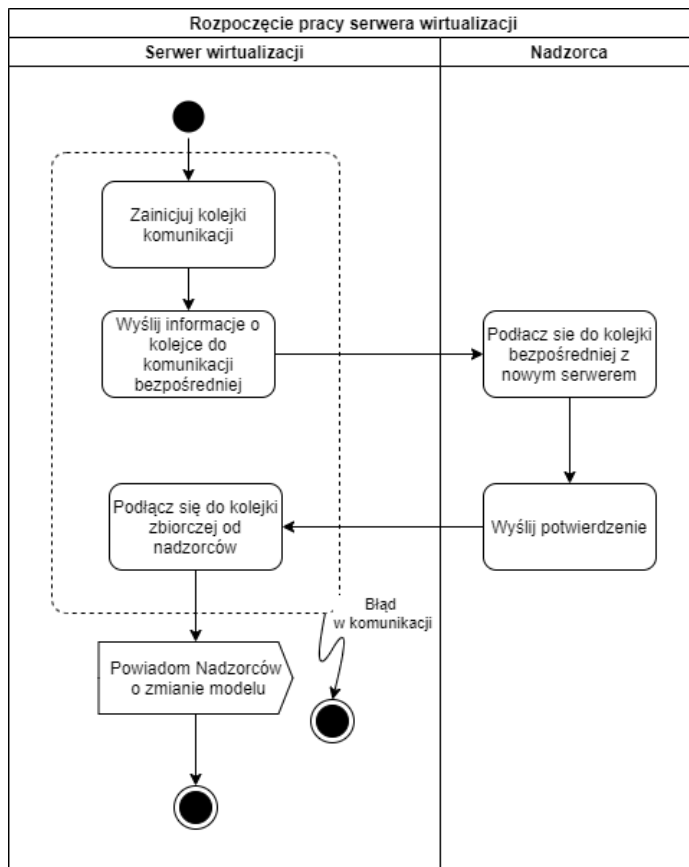 Rozpoczęcie pracy serwera wirtualizacji
Serwer wirtualizacji
Nadzorca
Zainicjuj kolejki
komunikacji
Wyślij informacje o
kolejce do
komunikacji
bezpośredniej
Podłacz sie do kolejki
bezpośredniej z
nowym serwerem
Podłącz się do kolejki
zbiorczej od
nadzorców
Wyślij potwierdzenie
Błąd
w komunikacji
Powiadom Nadzorców
o zmianie modelu